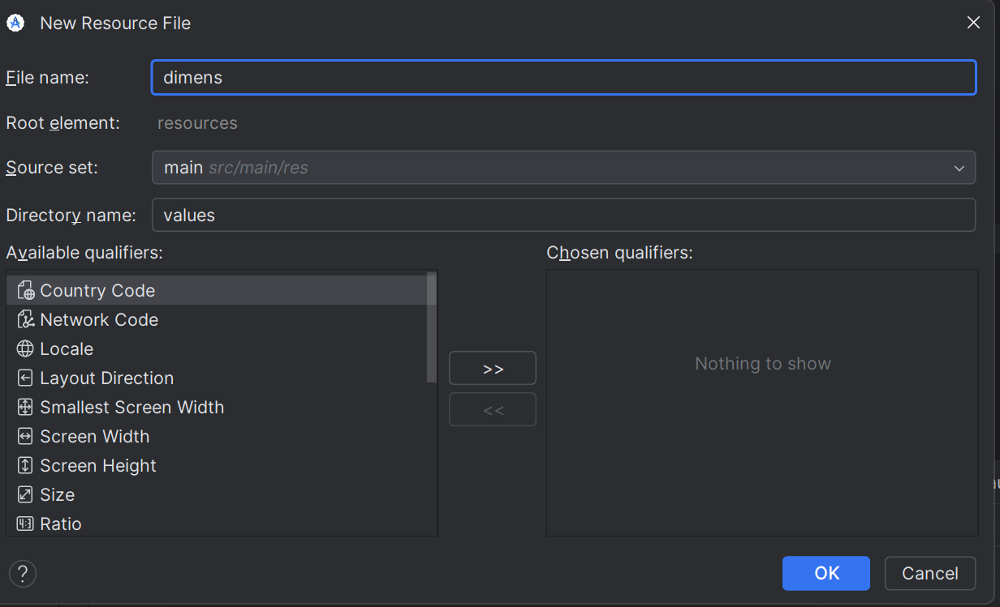 New Resource File
File name: dimens
Root element: resources
Source set: main src/main/res
Directory name: values
Available qualifiers:
Country Code
Network Code
Locale
Layout Direction
Smallest Screen Width
Screen Width
Screen Height
Size
Ratio
>>
<<
Chosen qualifiers:
Nothing to show
?
OK
Cancel